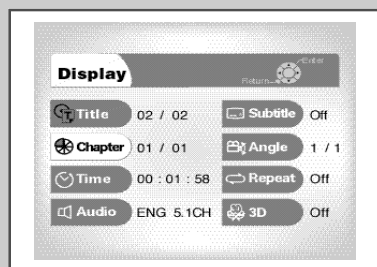 Enter
Display
Return
Title 02 / 02
Subtitle Off
Chapter 01 / 01
Angle 1 / 1
Time 00 : 01 : 58
Repeat Off
Audio ENG 5.1CH
3D Off